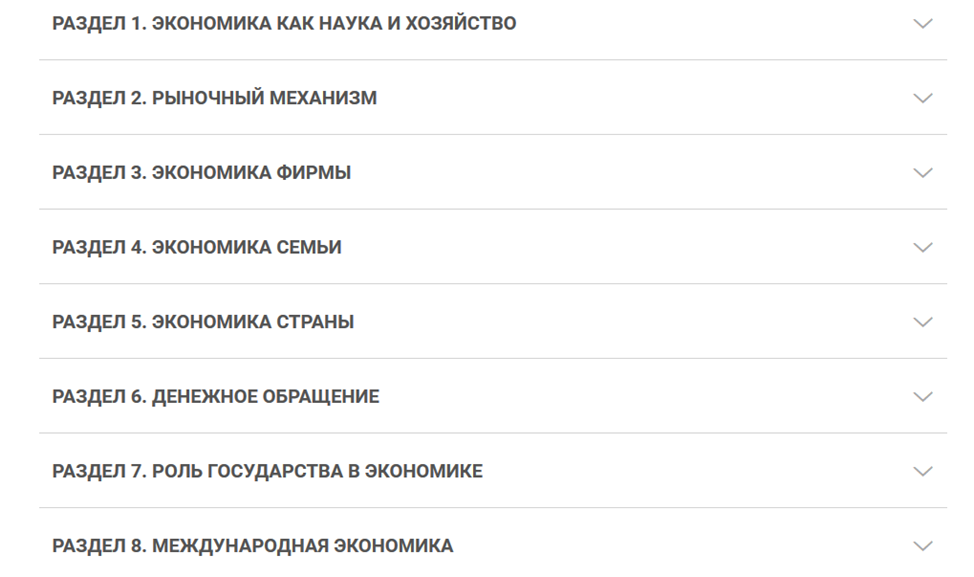 РАЗДЕЛ 1. ЭКОНОМИКА КАК НАУКА И ХОЗЯЙСТВО
РАЗДЕЛ 2. РЫНОЧНЫЙ МЕХАНИЗМ
РАЗДЕЛ 3. ЭКОНОМИКА ФИРМЫ
РАЗДЕЛ 4. ЭКОНОМИКА СЕМЬИ
РАЗДЕЛ 5. ЭКОНОМИКА СТРАНЫ
РАЗДЕЛ 6. ДЕНЕЖНОЕ ОБРАЩЕНИЕ
РАЗДЕЛ 7. РОЛЬ ГОСУДАРСТВА В ЭКОНОМИКЕ
РАЗДЕЛ 8. МЕЖДУНАРОДНАЯ ЭКОНОМИКА